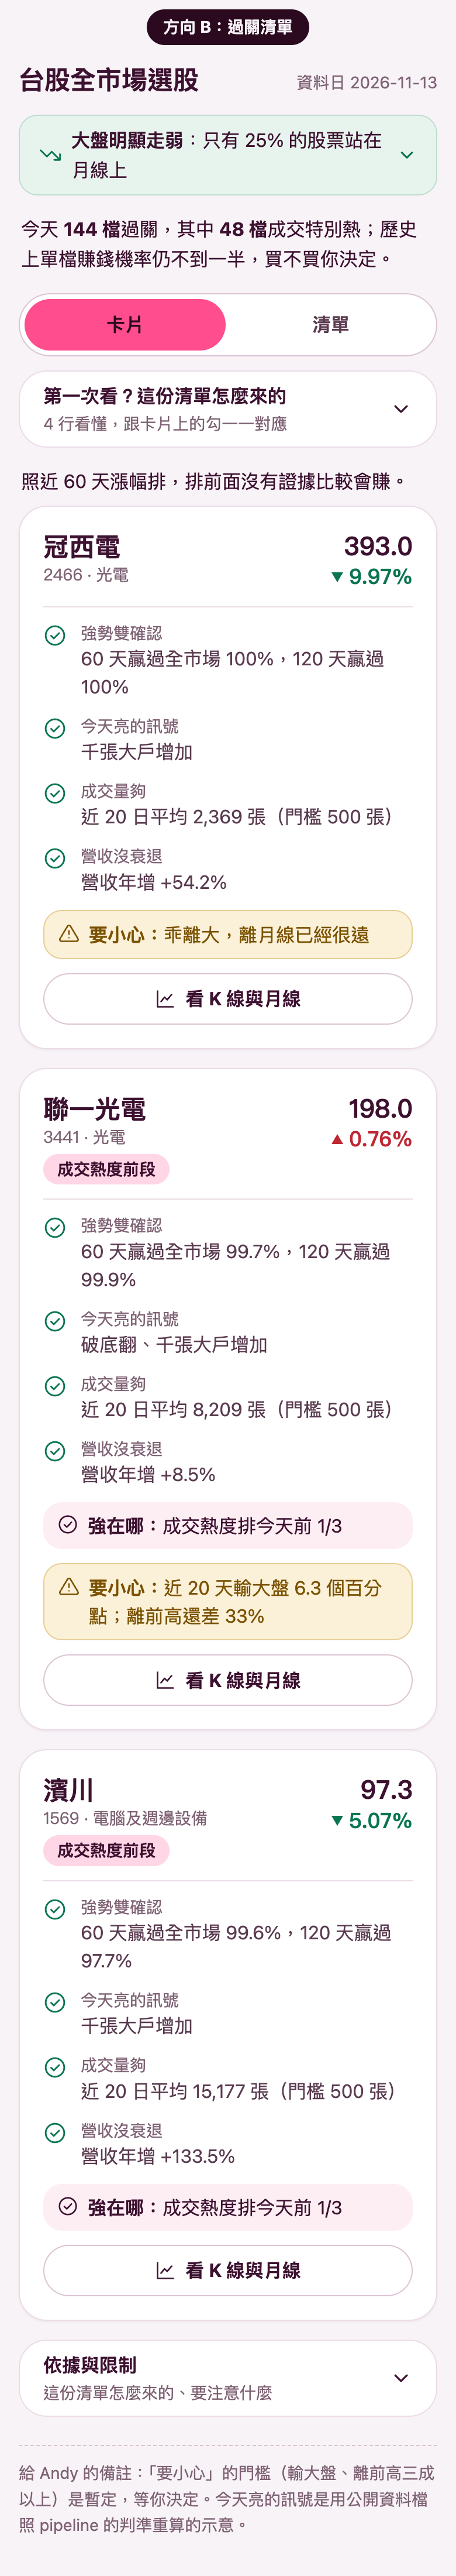 方向 B：過關清單
台股全市場選股
資料日 2026-11-13
大盤明顯走弱：只有 25% 的股票站在
月線上
今天 144 檔過關，其中 48 檔成交特別熱；歷史
上單檔賺錢機率仍不到一半，買不買你決定。
卡片
清單
第一次看？這份清單怎麼來的
4 行看懂，跟卡片上的勾一一對應
照近 60 天漲幅排，排前面沒有證據比較會賺。
冠西電
393.0
2466 · 光電
▼ 9.97%
強勢雙確認
60 天贏過全市場 100%，120 天贏過
100%
今天亮的訊號
千張大戶增加
成交量夠
近 20 日平均 2,369 張（門檻 500 張）
營收沒衰退
營收年增 +54.2%
要小心：乖離大，離月線已經很遠
看 K 線與月線
聯一光電
198.0
3441 · 光電
▲ 0.76%
成交熱度前段
強勢雙確認
60 天贏過全市場 99.7%，120 天贏過
99.9%
今天亮的訊號
破底翻、千張大戶增加
成交量夠
近 20 日平均 8,209 張（門檻 500 張）
營收沒衰退
營收年增 +8.5%
強在哪：成交熱度排今天前 1/3
要小心：近 20 天輸大盤 6.3 個百分
點；離前高還差 33%
看 K 線與月線
濱川
97.3
1569 · 電腦及週邊設備
▼ 5.07%
成交熱度前段
強勢雙確認
60 天贏過全市場 99.6%，120 天贏過
97.7%
今天亮的訊號
千張大戶增加
成交量夠
近 20 日平均 15,177 張（門檻 500 張）
營收沒衰退
營收年增 +133.5%
強在哪：成交熱度排今天前 1/3
看 K 線與月線
依據與限制
這份清單怎麼來的、要注意什麼
給 Andy 的備註：「要小心」的門檻（輸大盤、離前高三成
以上）是暫定，等你決定。今天亮的訊號是用公開資料檔
照 pipeline 的判準重算的示意。